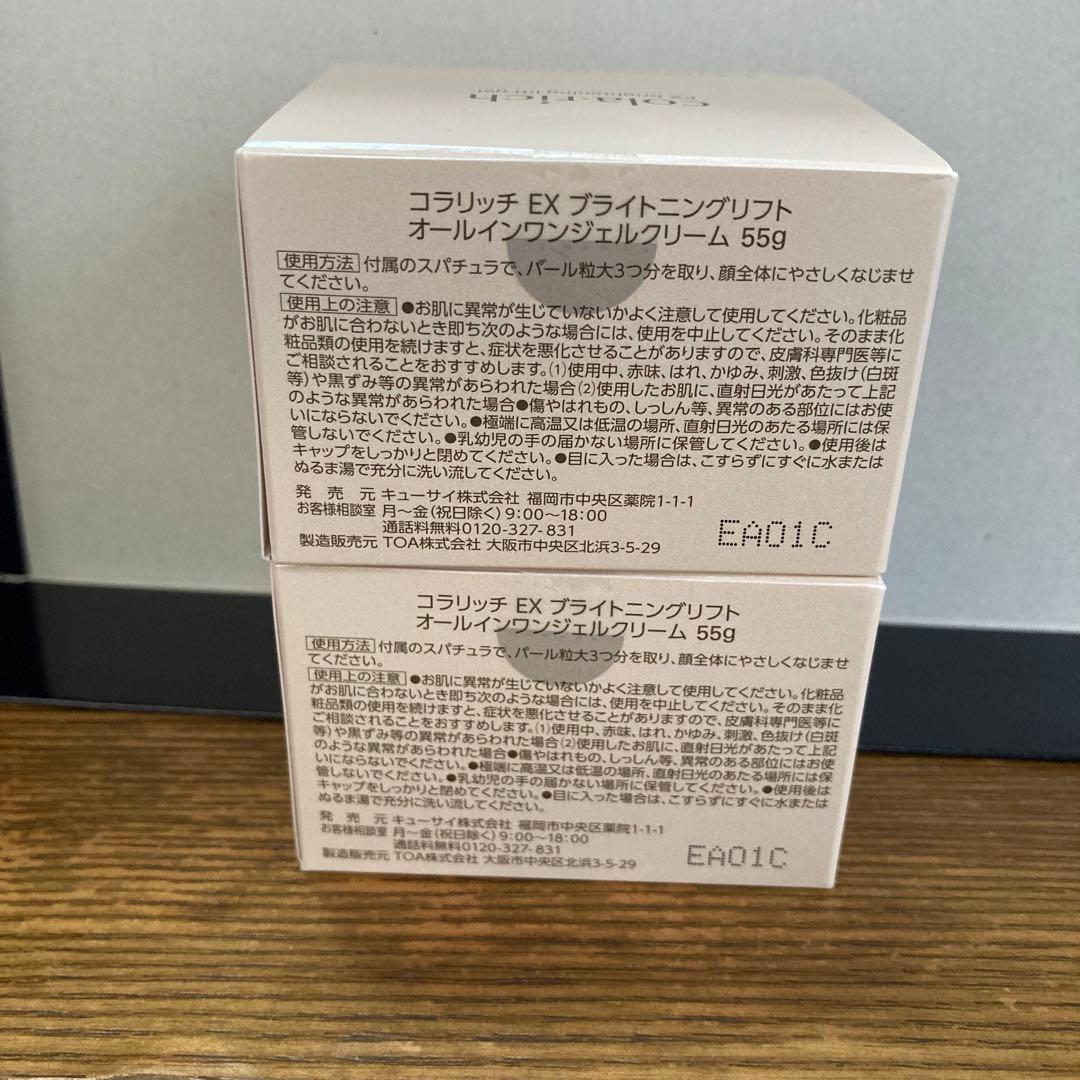 cola·rich
EX brightening lift gel
コラリッチ EX ブライトニングリフト
オールインワンジェルクリーム 55g
使用方法 付属のスパチュラで、パール粒大3つ分を取り、顔全体にやさしくなじませ
てください。
使用上の注意 ●お肌に異常が生じていないかよく注意して使用してください。化粧品
がお肌に合わないとき即ち次のような場合には、使用を中止してください。そのまま化
粧品類の使用を続けますと、症状を悪化させることがありますので、皮膚科専門医等に
ご相談されることをおすすめします。(1)使用中、赤味、はれ、かゆみ、刺激、色抜け(白斑
等)や黒ずみ等の異常があらわれた場合(2)使用したお肌に、直射日光があたって上記
のような異常があらわれた場合●傷やはれもの、しっしん等、異常のある部位にはお使
いにならないでください。●極端に高温又は低温の場所、直射日光のあたる場所には保
管しないでください。●乳幼児の手の届かない場所に保管してください。●使用後は
キャップをしっかりと閉めてください。●目に入った場合は、こすらずにすぐに水または
ぬるま湯で充分に洗い流してください。
発売元 キューサイ株式会社 福岡市中央区薬院1-1-1
お客様相談室 月〜金(祝日除く) 9:00〜18:00
通話料無料0120-327-831
製造販売元 TOA株式会社 大阪市中央区北浜3-5-29
EA01C
コラリッチ EX ブライトニングリフト
オールインワンジェルクリーム 55g
使用方法 付属のスパチュラで、パール粒大3つ分を取り、顔全体にやさしくなじませ
てください。
使用上の注意 ●お肌に異常が生じていないかよく注意して使用してください。化粧品
がお肌に合わないとき即ち次のような場合には、使用を中止してください。そのまま化
粧品類の使用を続けますと、症状を悪化させることがありますので、皮膚科専門医等に
ご相談されることをおすすめします。(1)使用中、赤味、はれ、かゆみ、刺激、色抜け(白斑
等)や黒ずみ等の異常があらわれた場合(2)使用したお肌に、直射日光があたって上記
のような異常があらわれた場合●傷やはれもの、しっしん等、異常のある部位にはお使
いにならないでください。●極端に高温又は低温の場所、直射日光のあたる場所には保
管しないでください。●乳幼児の手の届かない場所に保管してください。●使用後は
キャップをしっかりと閉めてください。●目に入った場合は、こすらずにすぐに水または
ぬるま湯で充分に洗い流してください。
発売元 キューサイ株式会社 福岡市中央区薬院1-1-1
お客様相談室 月〜金(祝日除く) 9:00〜18:00
通話料無料0120-327-831
製造販売元 TOA株式会社 大阪市中央区北浜3-5-29
EA01C